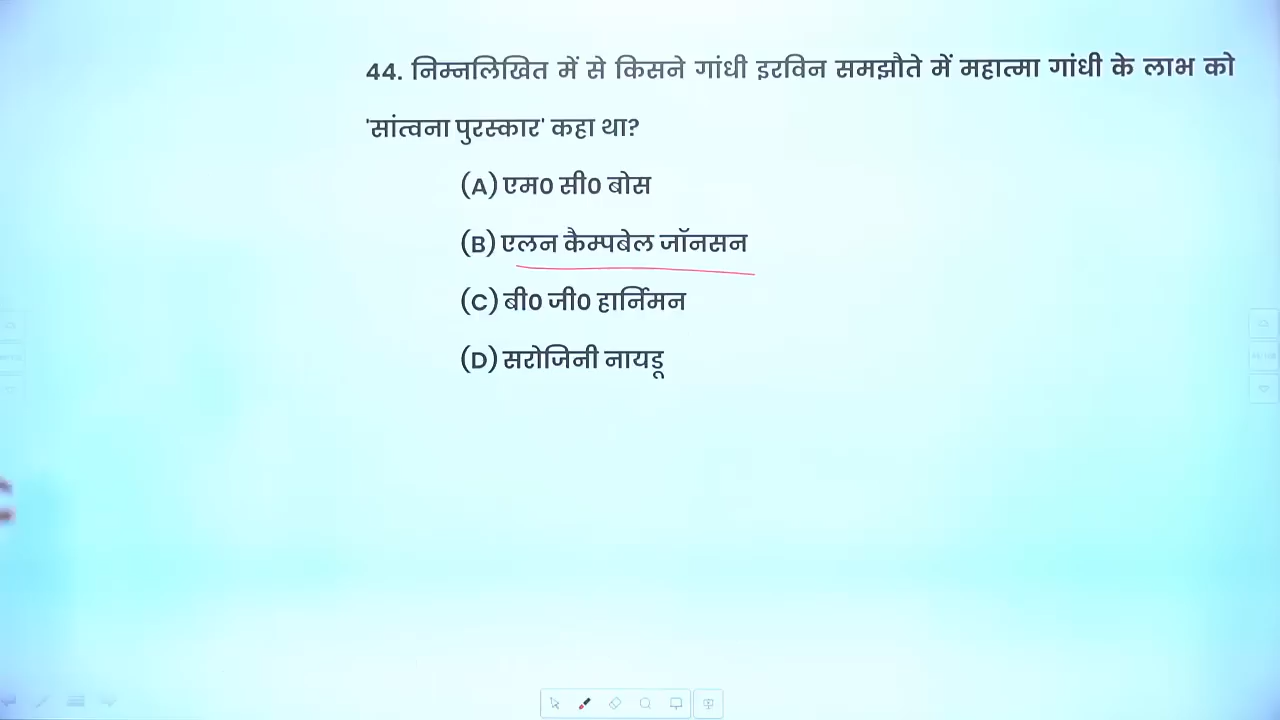 44. निम्नलिखित में से किसने गांधी इरविन समझौते में महात्मा गांधी के लाभ को
'सांत्वना पुरस्कार' कहा था?
(A) एम0 सी0 बोस
(B) एलन कैम्पबेल जॉनसन
(C) बी0 जी0 हार्निमन
(D) सरोजिनी नायडू